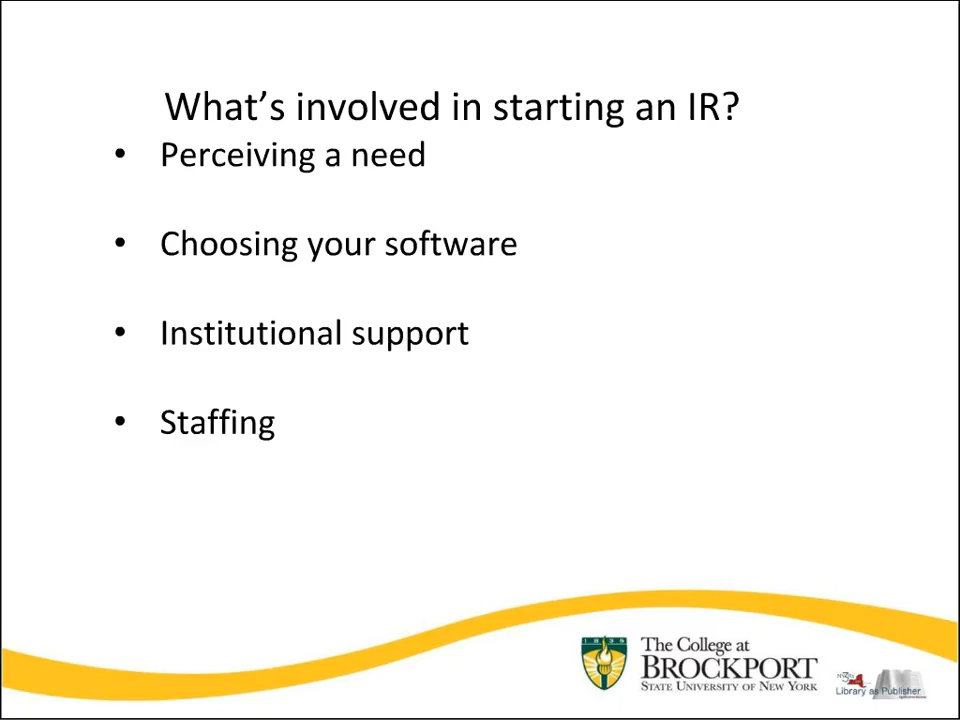 What’s involved in starting an IR?
• Perceiving a need
• Choosing your software
• Institutional support
• Staffing
1835
The College at
BROCKPORT
STATE UNIVERSITY OF NEW YORK
Library as Publisher